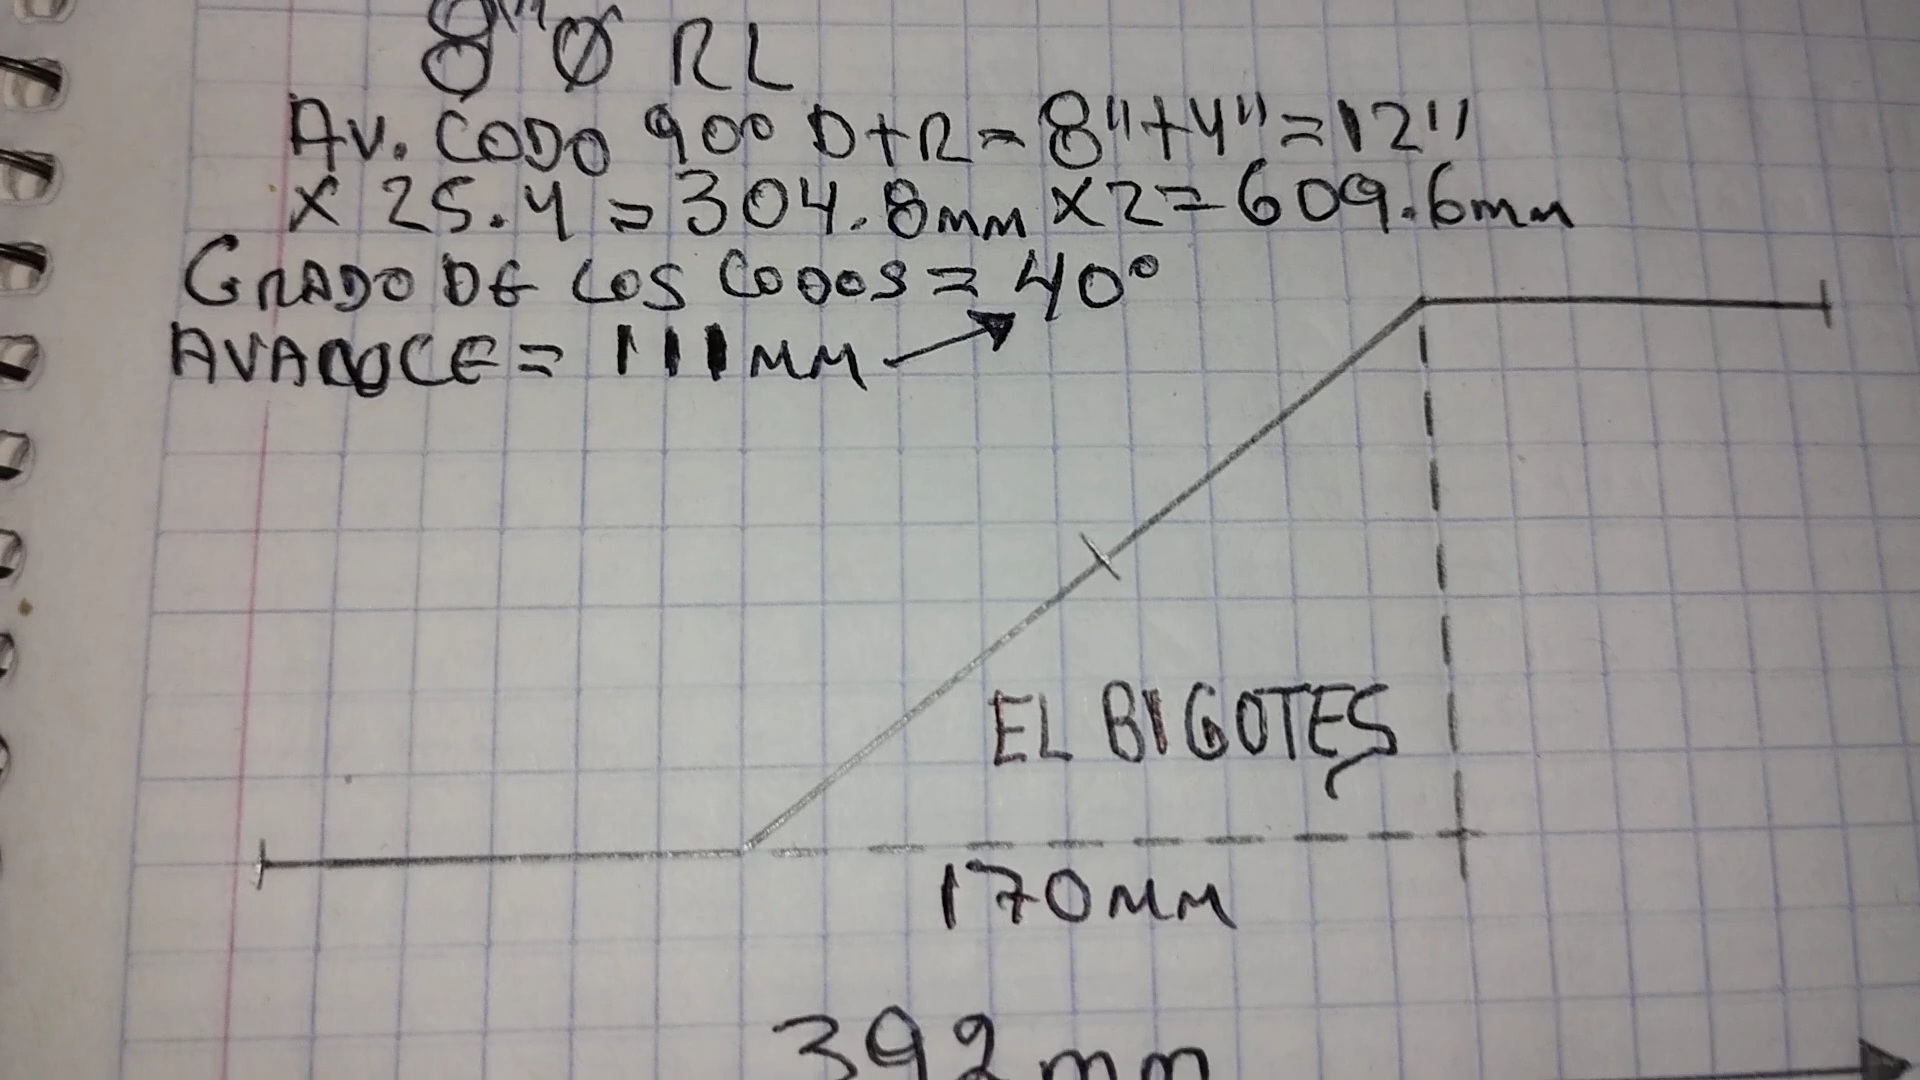 8" Ø RL
AV. CODO 90° D+R = 8"+4" = 12"
X 25.4 = 304.8mm X2= 609.6mm
GRADO DE LOS CODOS = 40°
AVANCE = 111MM
EL BIGOTES
170MM
392mm